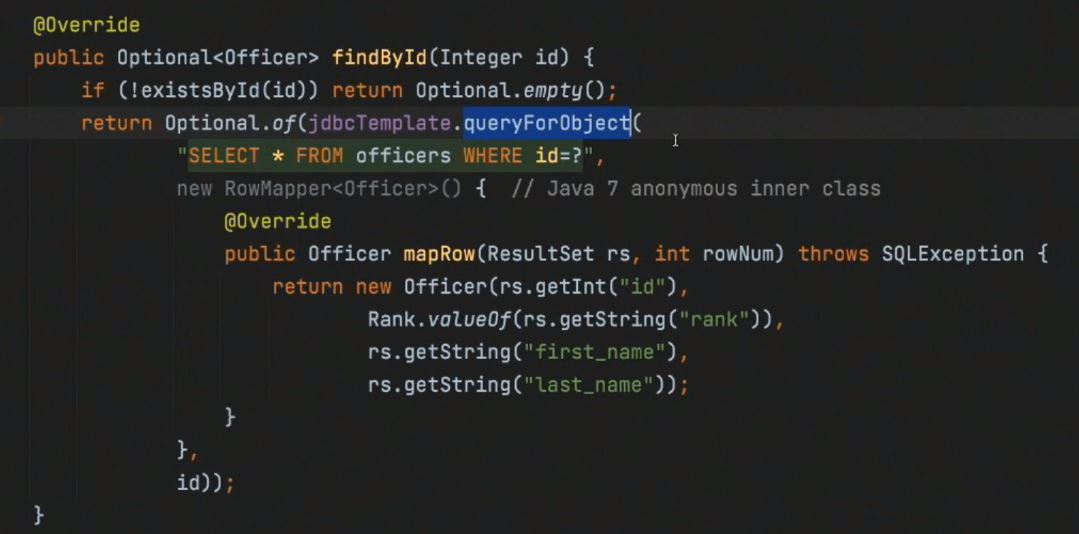 @Override
public Optional<Officer> findById(Integer id) {
    if (!existsById(id)) return Optional.empty();
    return Optional.of(jdbcTemplate.queryForObject(
            "SELECT * FROM officers WHERE id=?",
            new RowMapper<Officer>() {  // Java 7 anonymous inner class
                @Override
                public Officer mapRow(ResultSet rs, int rowNum) throws SQLException {
                    return new Officer(rs.getInt("id"),
                            Rank.valueOf(rs.getString("rank")),
                            rs.getString("first_name"),
                            rs.getString("last_name"));
                }
            },
            id));
}